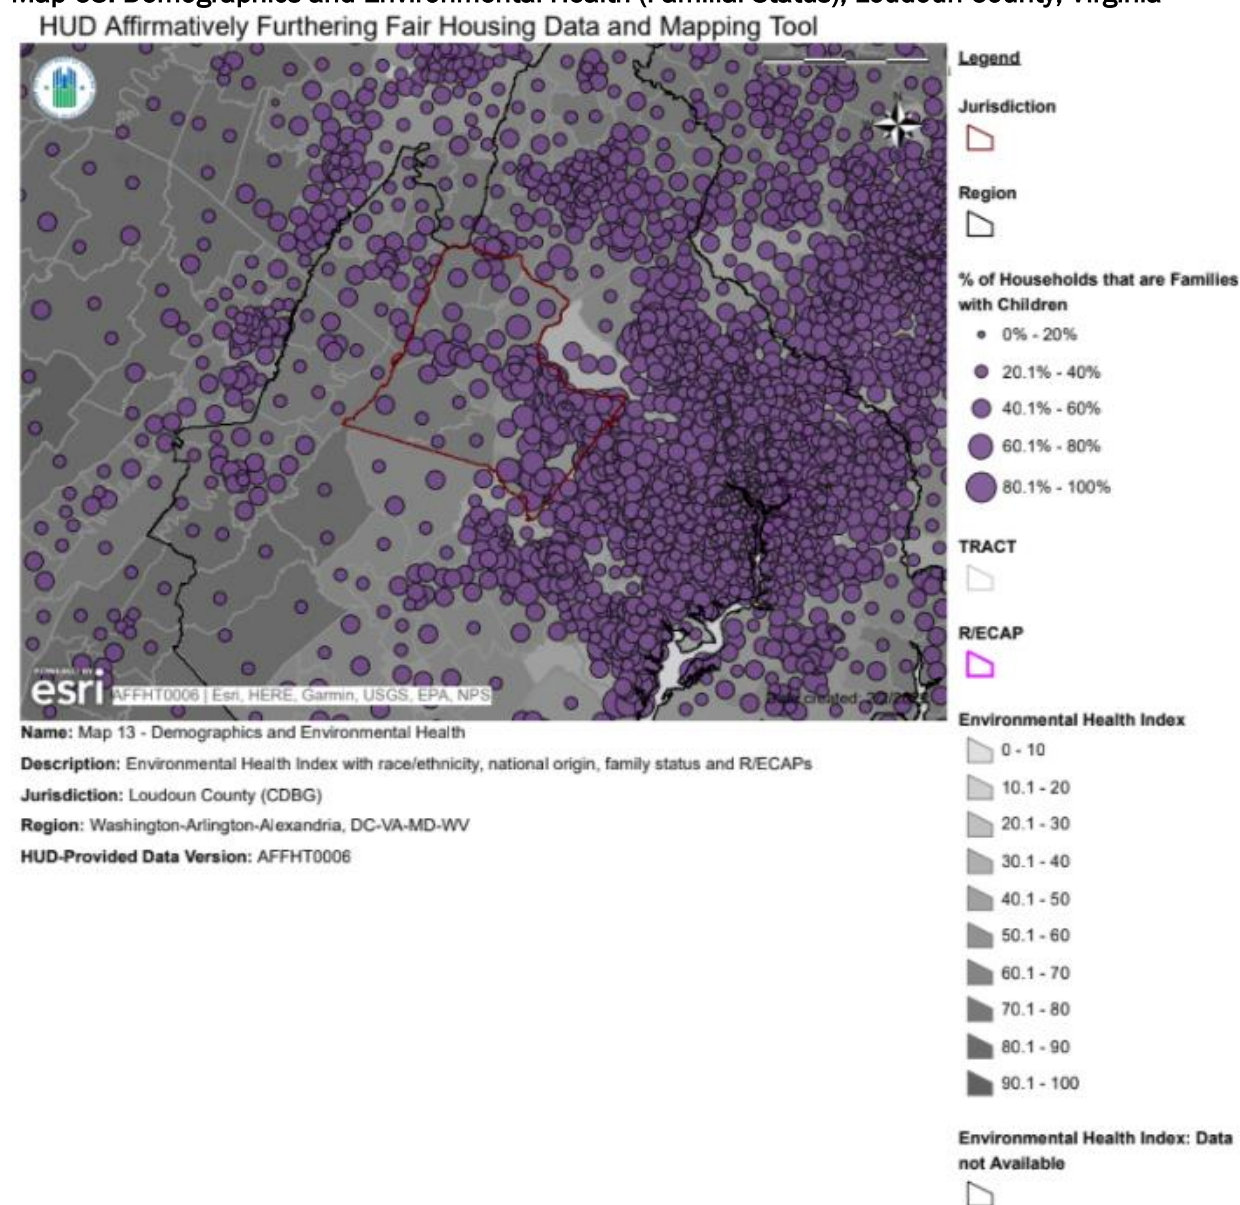 HUD Affirmatively Furthering Fair Housing Data and Mapping Tool
Legend
Jurisdiction
Region
% of Households that are Families
with Children
0% - 20%
20.1% - 40%
40.1% - 60%
60.1% - 80%
80.1% - 100%
TRACT
R/ECAP
Environmental Health Index
0 - 10
10.1 - 20
20.1 - 30
30.1 - 40
40.1 - 50
50.1 - 60
60.1 - 70
70.1 - 80
80.1 - 90
90.1 - 100
Environmental Health Index: Data
not Available
N
POWERED BY
esri
AFFHT0006 | Esri, HERE, Garmin, USGS, EPA, NPS
created:
Name: Map 13 - Demographics and Environmental Health
Description: Environmental Health Index with race/ethnicity, national origin, family status and R/ECAPs
Jurisdiction: Loudoun County (CDBG)
Region: Washington-Arlington-Alexandria, DC-VA-MD-WV
HUD-Provided Data Version: AFFHT0006